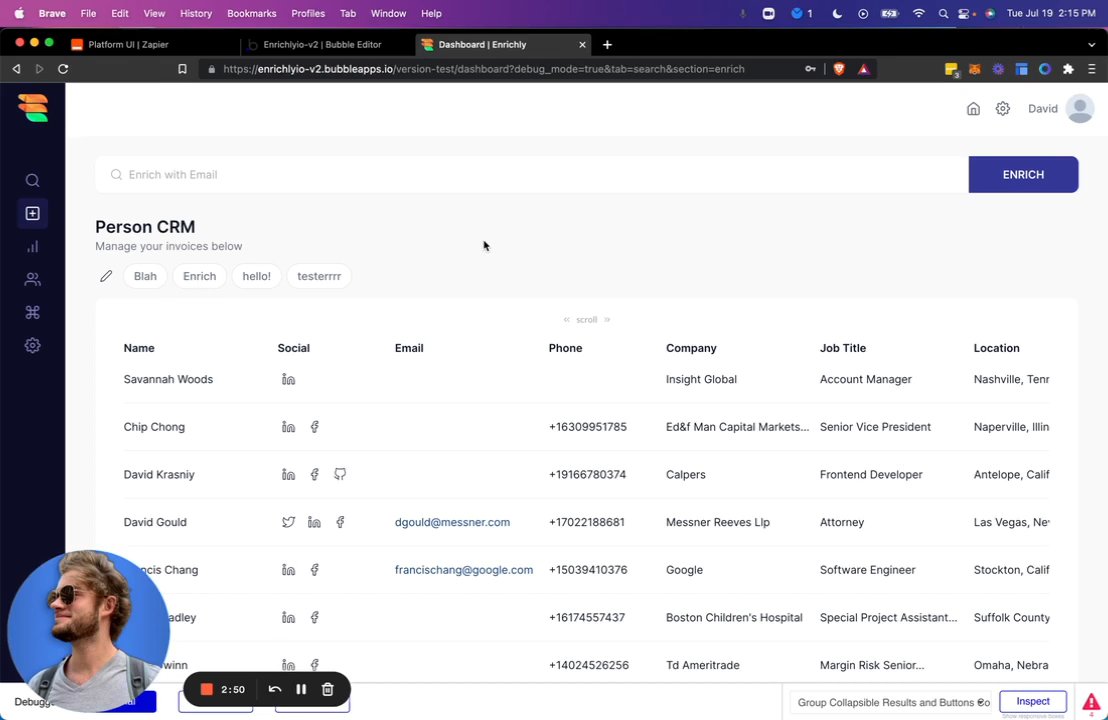 Brave File Edit View History Bookmarks Profiles Tab Window Help 1 Tue Jul 19 2:15 PM
Platform UI | Zapier Enrichlyio-v2 | Bubble Editor Dashboard | Enrichly
https://enrichlyio-v2.bubbleapps.io/version-test/dashboard?debug_mode=true&tab=search&section=enrich 3
David
Enrich with Email ENRICH
Person CRM
Manage your invoices below
Blah Enrich hello! testerrrr
« scroll »
Name Social Email Phone Company Job Title Location
Savannah Woods Insight Global Account Manager Nashville, Tenn
Chip Chong +16309951785 Ed&f Man Capital Markets... Senior Vice President Naperville, Illin
David Krasniy +19166780374 Calpers Frontend Developer Antelope, Calif
David Gould dgould@messner.com +17022188681 Messner Reeves Llp Attorney Las Vegas, Ne
ncis Chang francischang@google.com +15039410376 Google Software Engineer Stockton, Calif
adley +16174557437 Boston Children's Hospital Special Project Assistant... Suffolk County
winn +14024526256 Td Ameritrade Margin Risk Senior... Omaha, Nebra
2:50
Debugg Group Collapsible Results and Buttons Inspect
Show responsive boxes
4